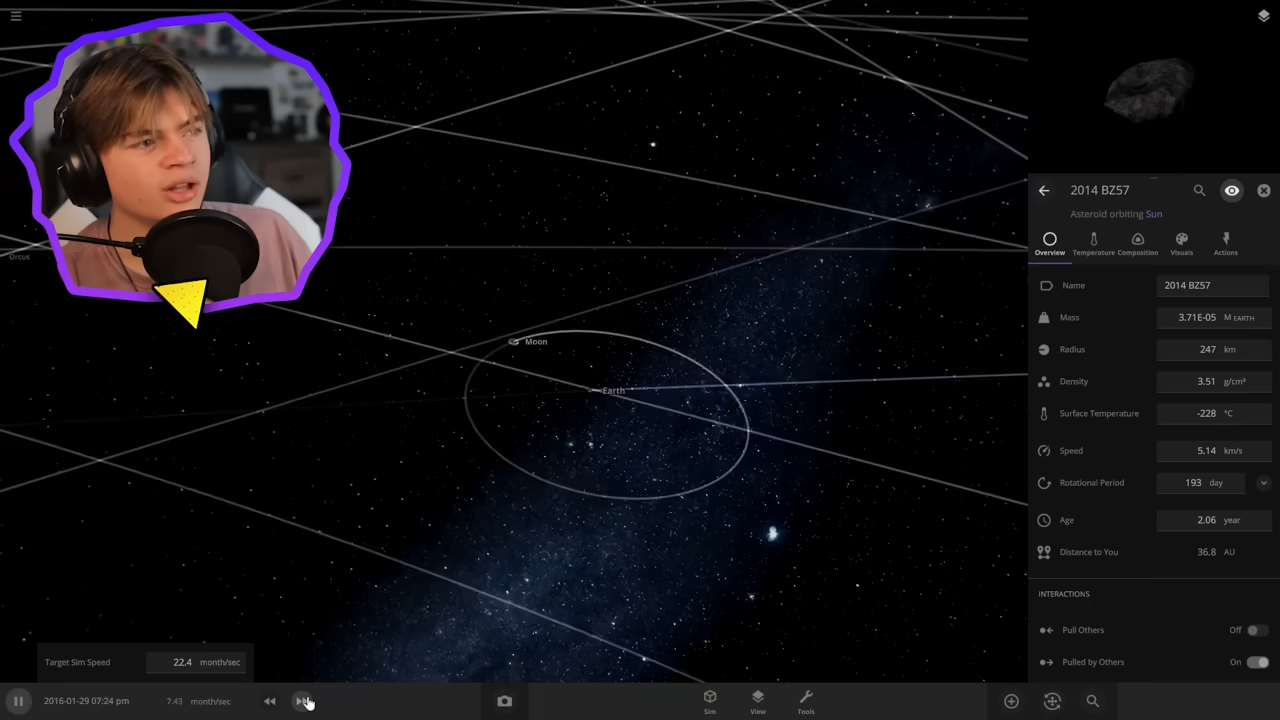 2014 BZ57
Asteroid orbiting Sun
Overview
Temperature
Composition
Visuals
Actions
Name
2014 BZ57
Mass
3.71E-05 M EARTH
Radius
247 km
Density
3.51 g/cm³
Surface Temperature
-228 °C
Speed
5.14 km/s
Rotational Period
193 day
Age
2.06 year
Distance to You
36.8 AU
INTERACTIONS
Pull Others
Off
Pulled by Others
On
Orcus
Moon
Earth
Target Sim Speed
22.4 month/sec
2016-01-29 07:24 pm
7.43 month/sec
Sim
View
Tools